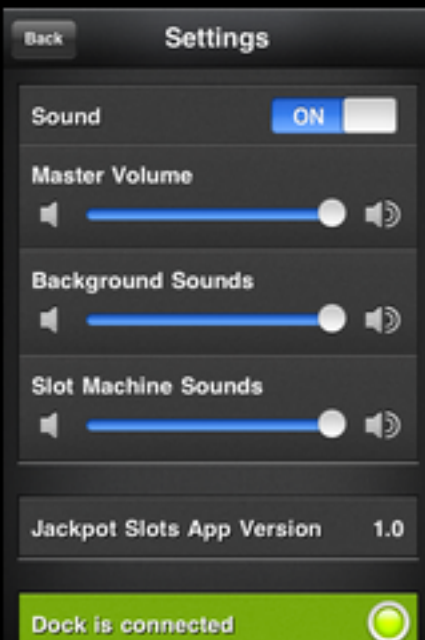 Back
Settings
Sound
ON
Master Volume
Background Sounds
Slot Machine Sounds
Jackpot Slots App Version 1.0
Dock is connected